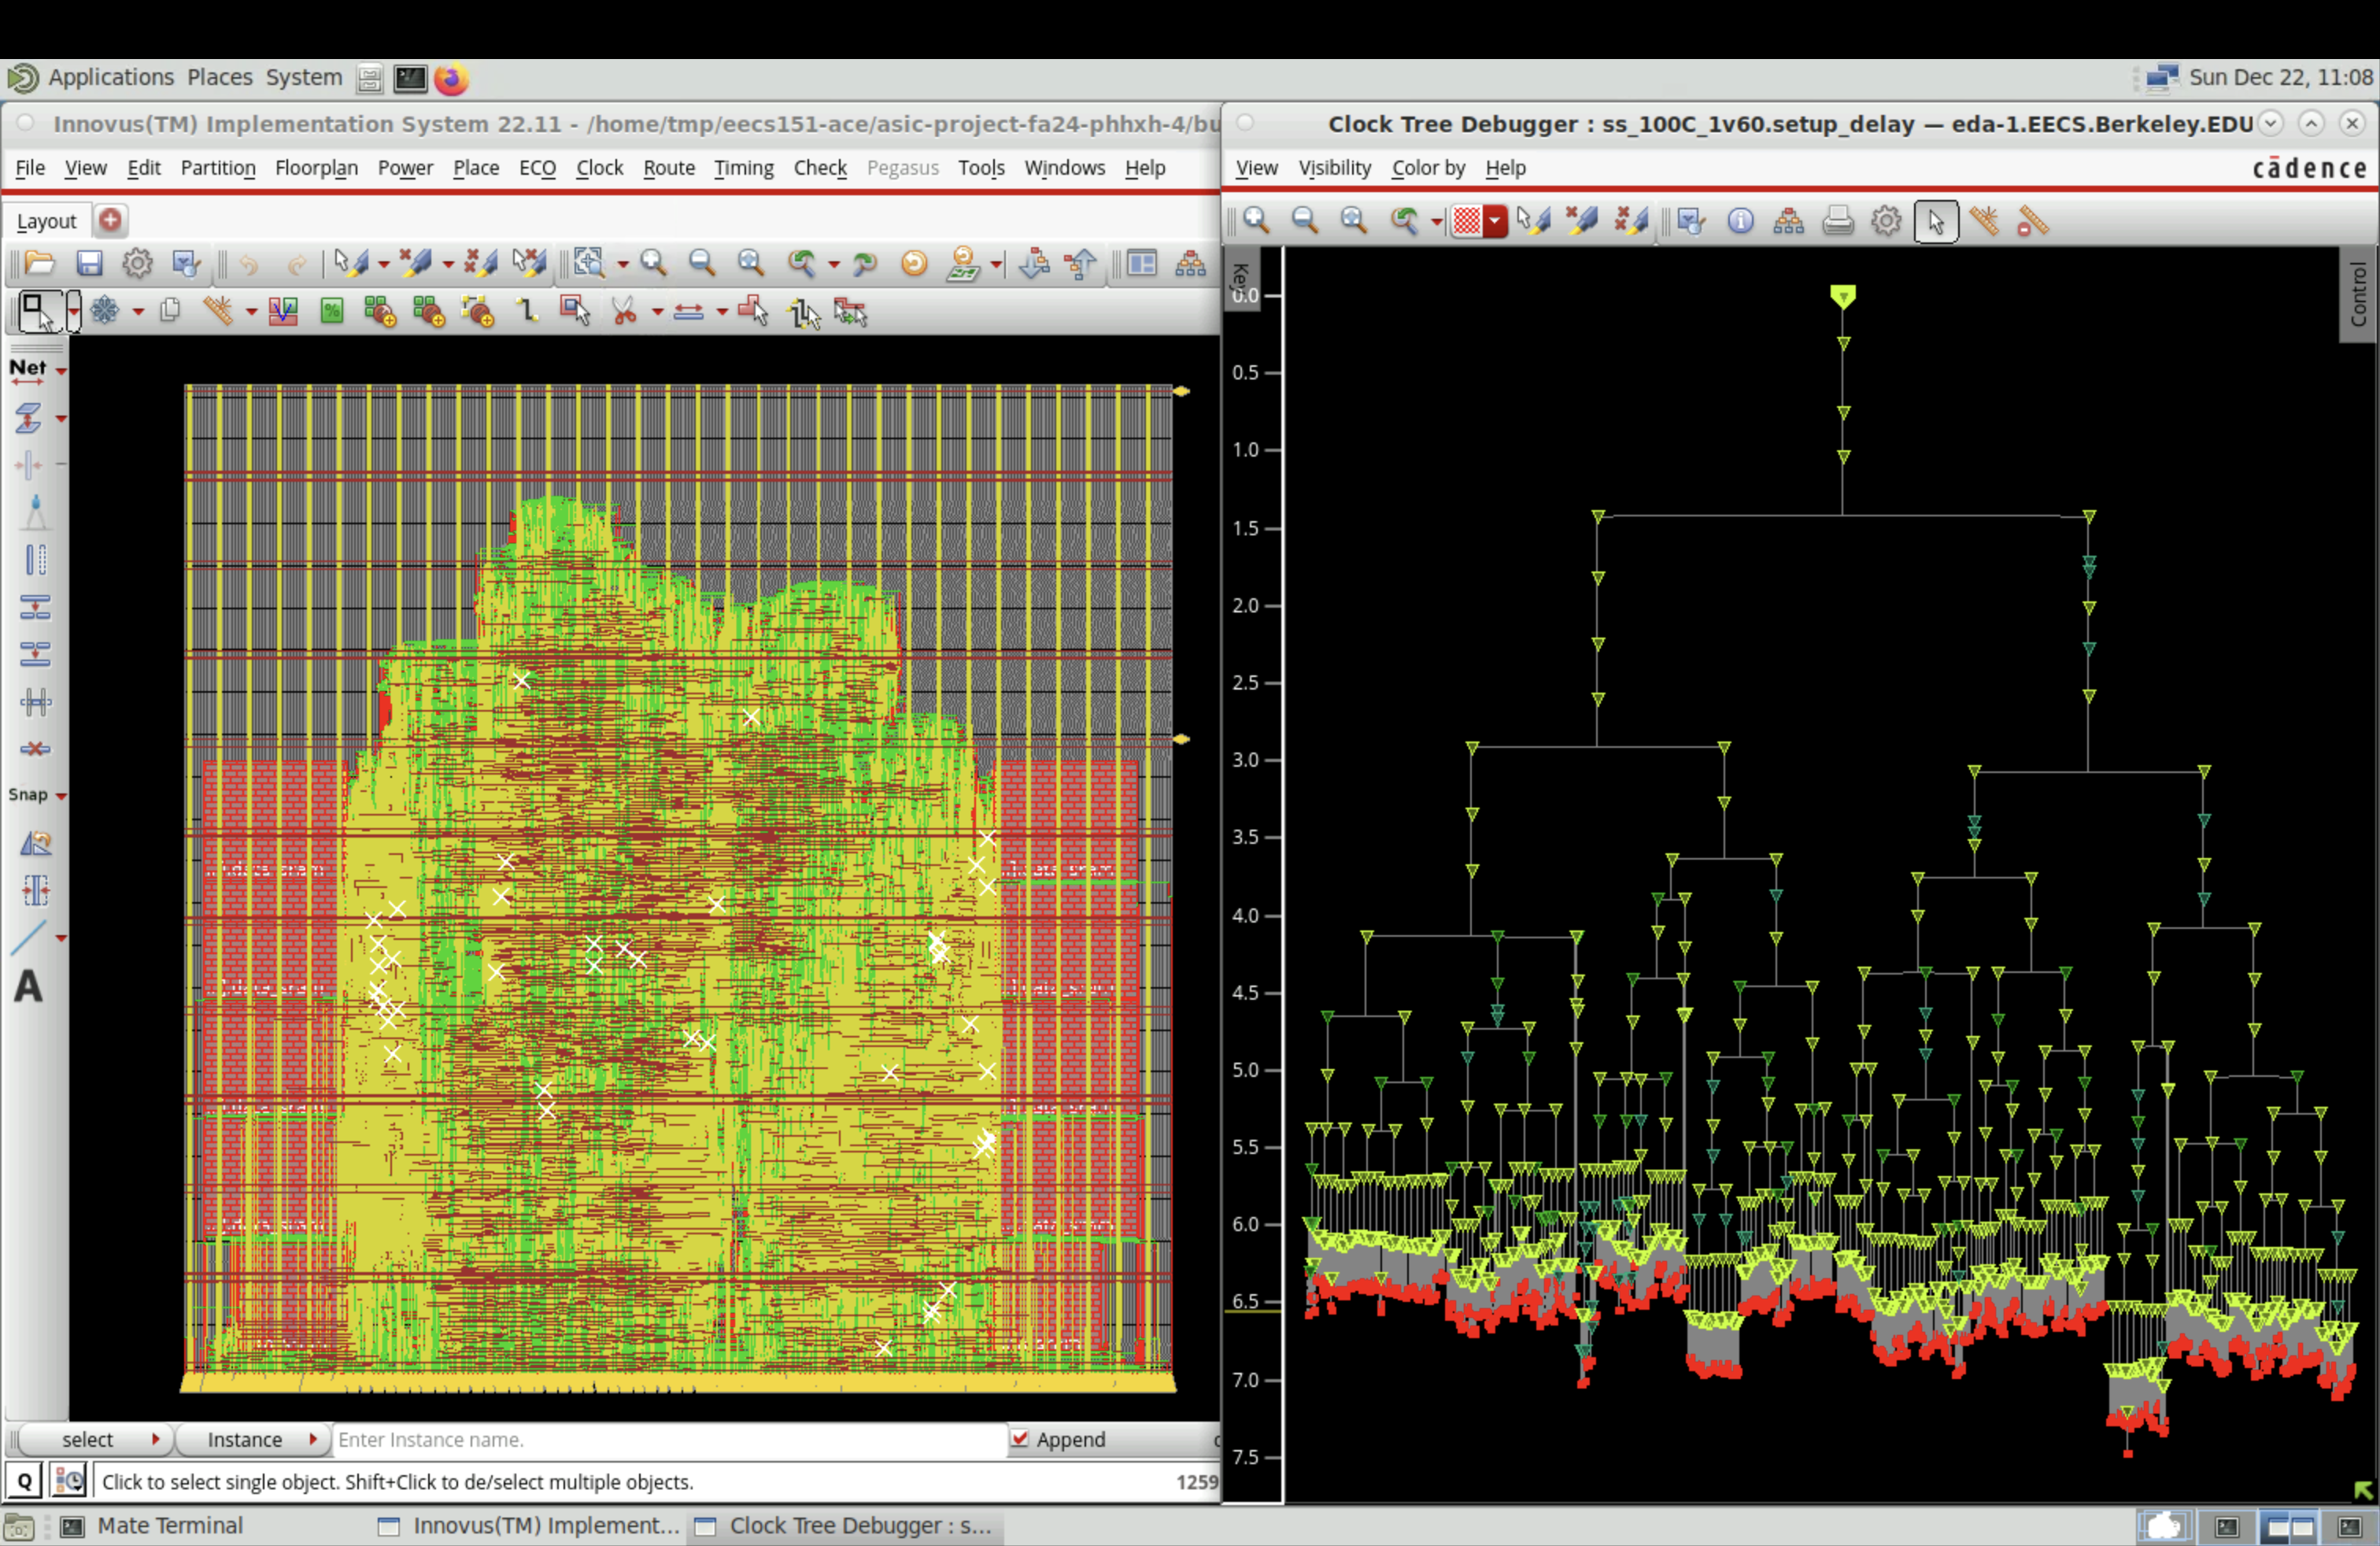 Applications Places System
Sun Dec 22, 11:08
Innovus(TM) Implementation System 22.11 - /home/tmp/eecs151-ace/asic-project-fa24-phhxh-4/bu
File View Edit Partition Floorplan Power Place ECO Clock Route Timing Check Pegasus Tools Windows Help
Layout
Net
Snap
A
select Instance Enter Instance name. Append
Q Click to select single object. Shift+Click to de/select multiple objects. 1259
Clock Tree Debugger : ss_100C_1v60.setup_delay — eda-1.EECS.Berkeley.EDU
View Visibility Color by Help
cādence
Key
Control
0.0
0.5
1.0
1.5
2.0
2.5
3.0
3.5
4.0
4.5
5.0
5.5
6.0
6.5
7.0
7.5
Mate Terminal Innovus(TM) Implement... Clock Tree Debugger : s...